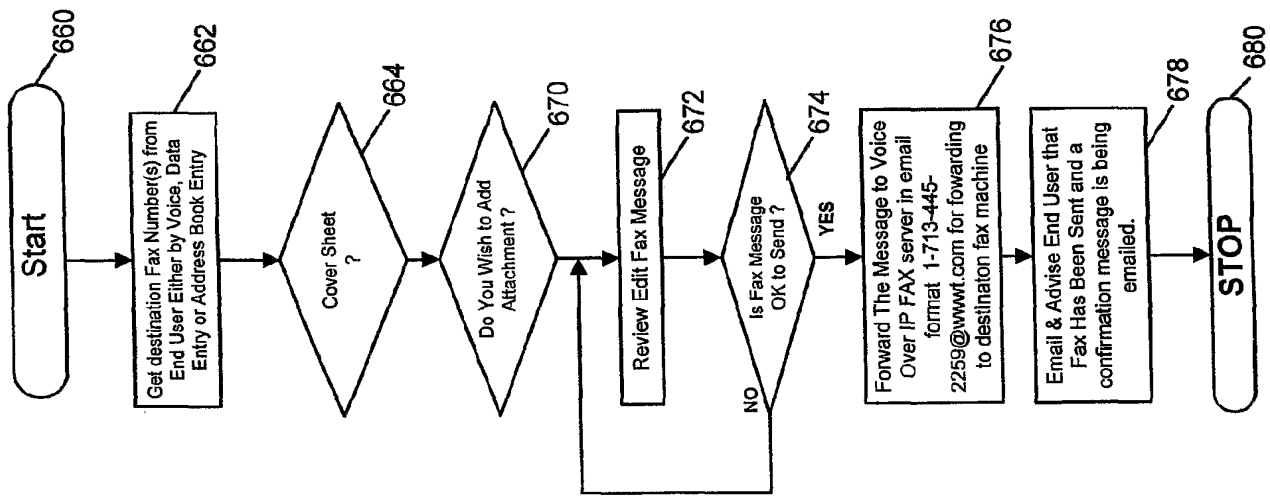 Start
660
Get destination Fax Number(s) from
End User Either by Voice, Data
Entry or Address Book Entry
662
Cover Sheet
?
664
Do You Wish to Add
Attachment ?
670
Review Edit Fax Message
672
Is Fax Message
OK to Send ?
674
NO
YES
Forward The Message to Voice
Over IP FAX server in email
format 1-713-445-
2259@wwwt.com for fowarding
to destinaton fax machine
676
Email & Advise End User that
Fax Has Been Sent and a
confirmation message is being
emailed.
678
STOP
680